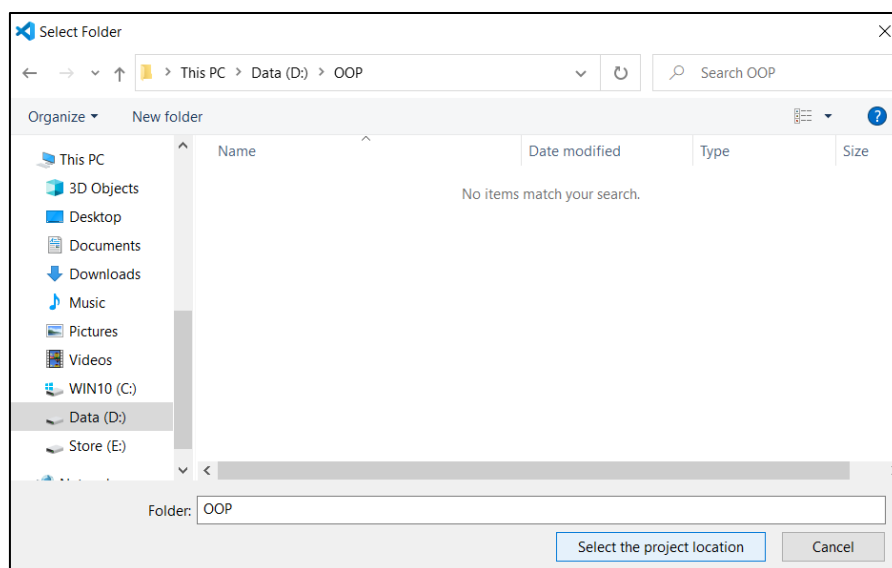 Select Folder
This PC > Data (D:) > OOP
Search OOP
Organize
New folder
Name
Date modified
Type
Size
No items match your search.
This PC
3D Objects
Desktop
Documents
Downloads
Music
Pictures
Videos
WIN10 (C:)
Data (D:)
Store (E:)
Folder: OOP
Select the project location
Cancel